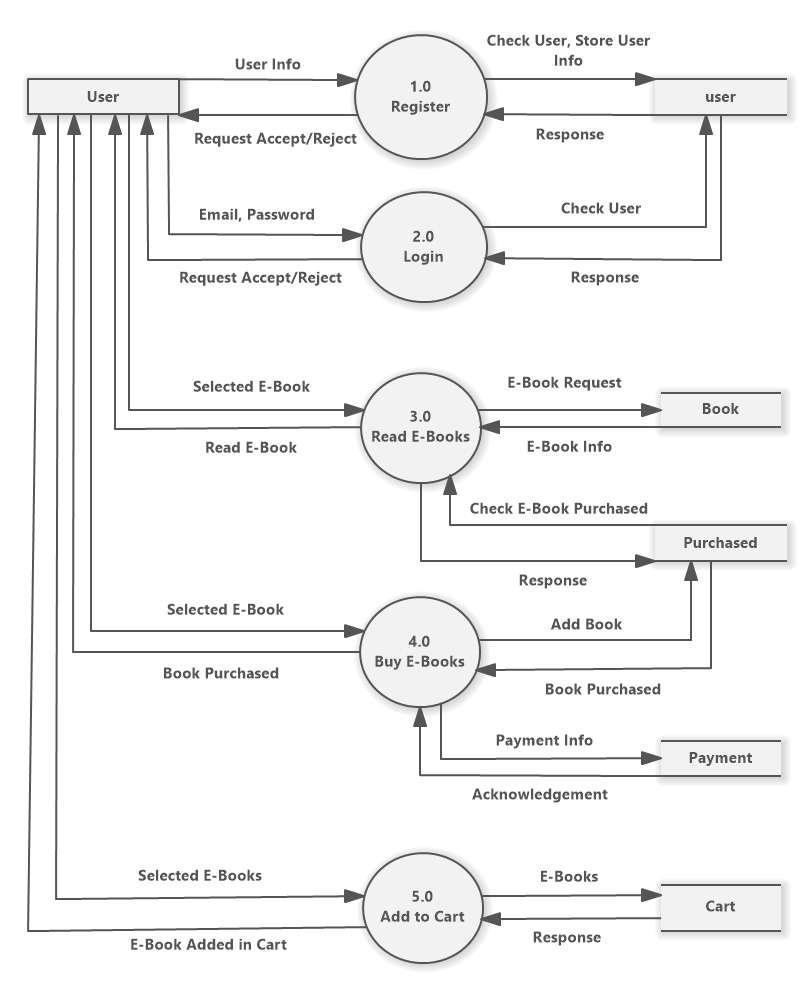 Check User, Store User
Info
User Info
1.0
Register
User
user
Request Accept/Reject
Response
Email, Password
Check User
2.0
Login
Request Accept/Reject
Response
Selected E-Book
E-Book Request
3.0
Read E-Books
Book
Read E-Book
E-Book Info
Check E-Book Purchased
Purchased
Response
Selected E-Book
Add Book
4.0
Buy E-Books
Book Purchased
Book Purchased
Payment Info
Payment
Acknowledgement
Selected E-Books
E-Books
5.0
Add to Cart
Cart
E-Book Added in Cart
Response